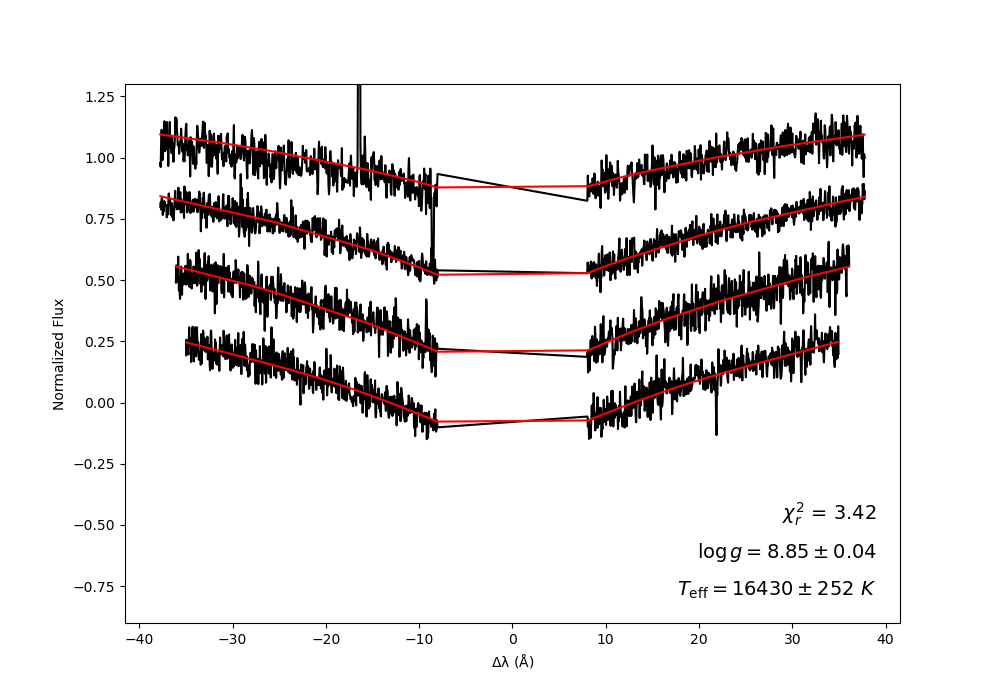 1.25
1.00
0.75
0.50
0.25
0.00
−0.25
−0.50
−0.75
Normalized Flux
χ²ᵣ = 3.42
log g = 8.85 ± 0.04
T_eff = 16430 ± 252 K
−40 −30 −20 −10 0 10 20 30 40
Δλ (Å)